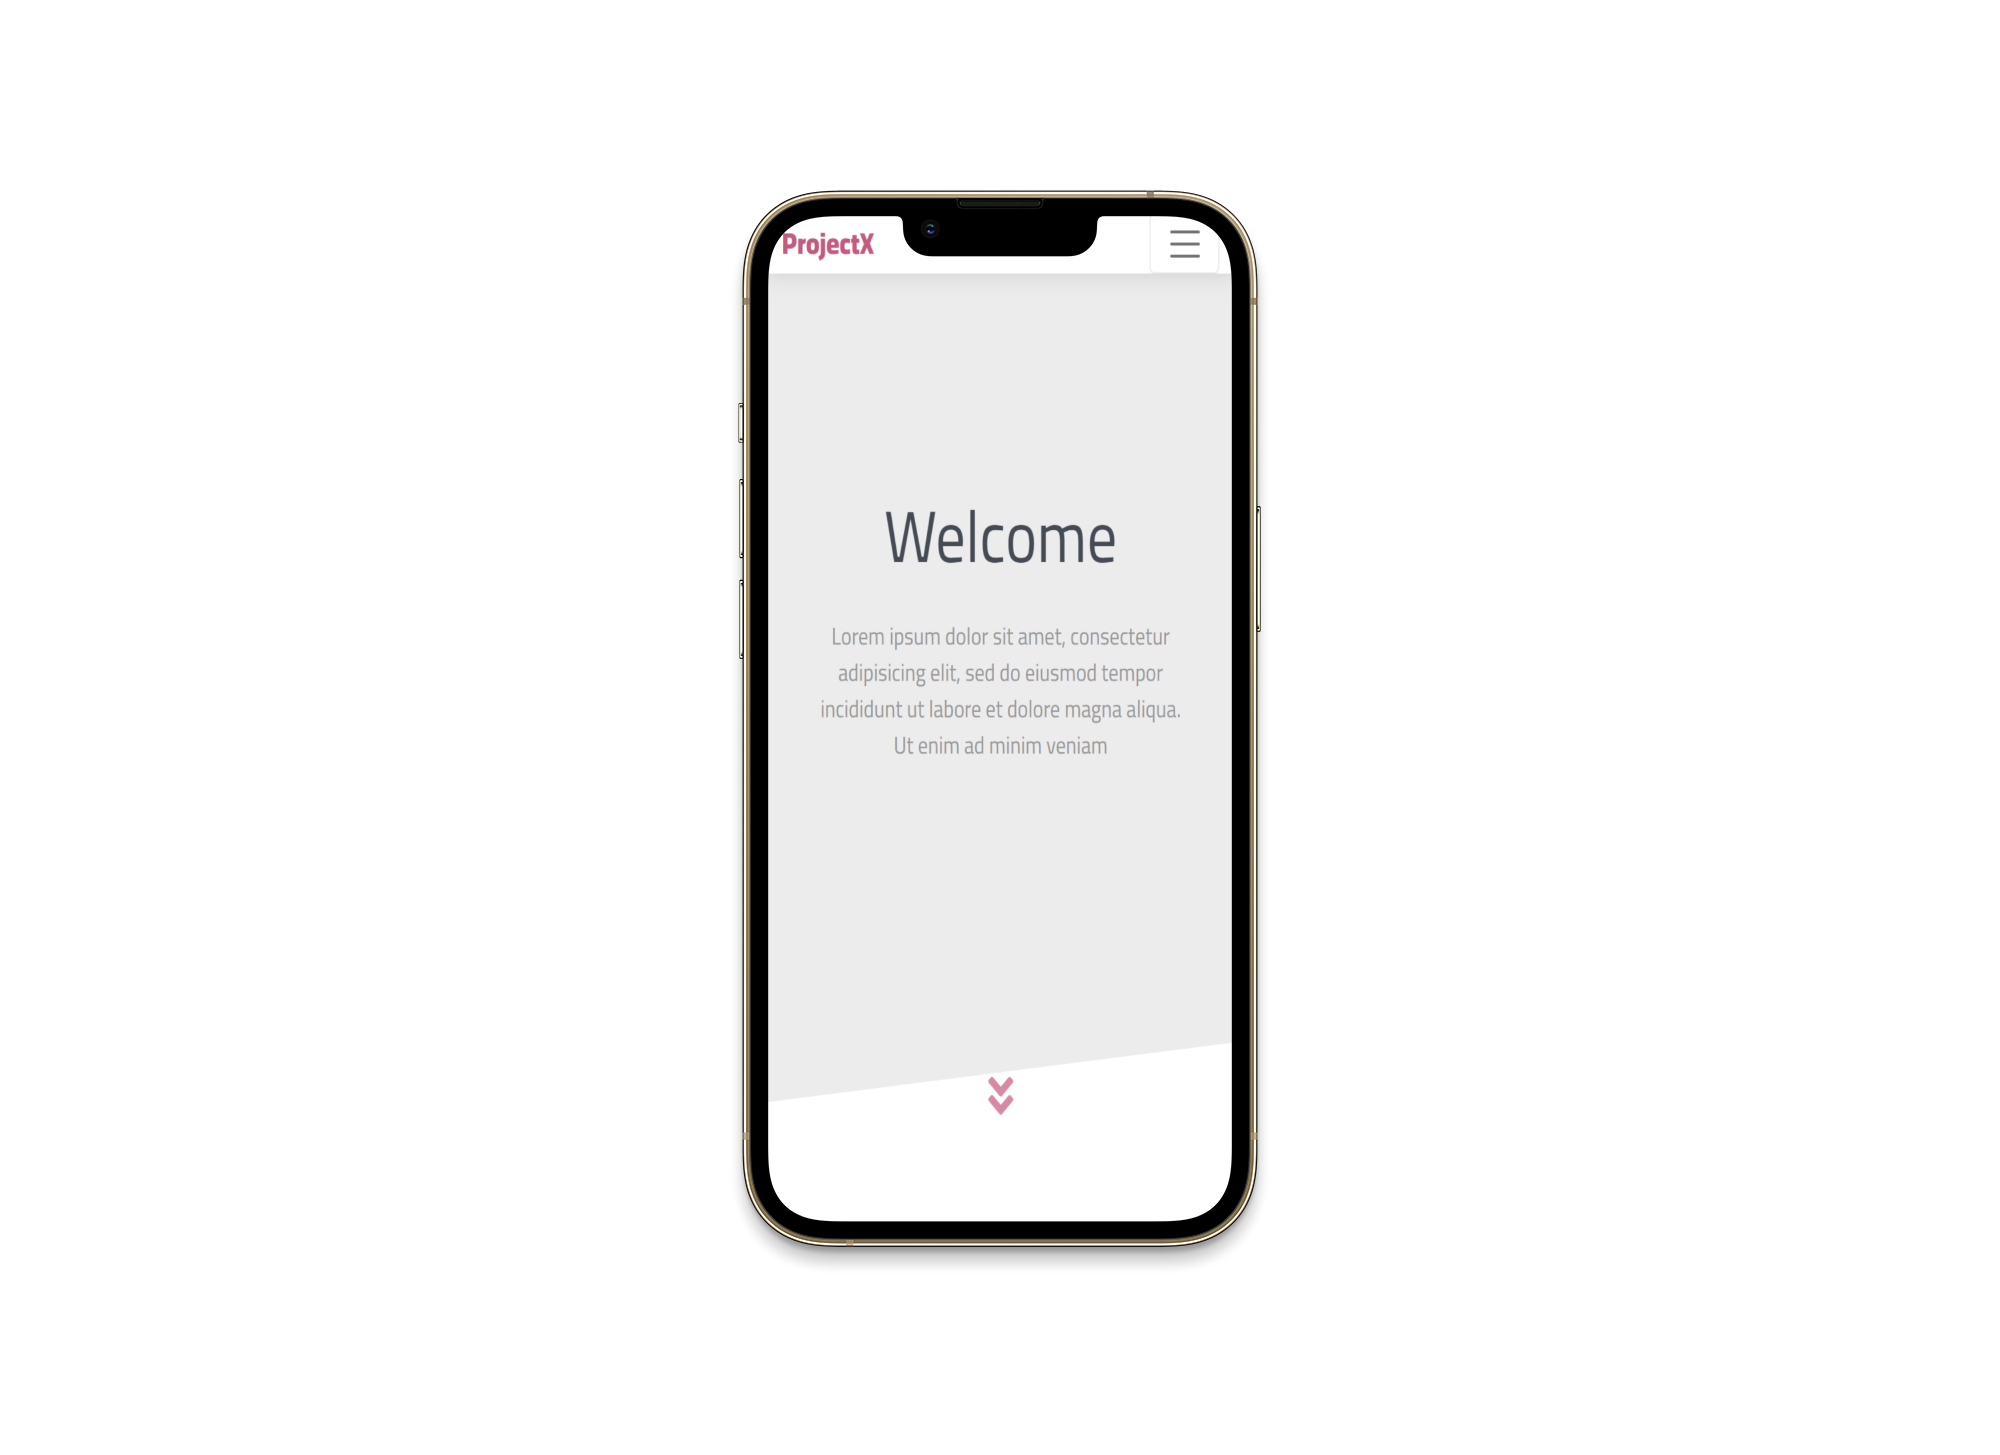 ProjectX
Welcome
Lorem ipsum dolor sit amet, consectetur
adipisicing elit, sed do eiusmod tempor
incididunt ut labore et dolore magna aliqua.
Ut enim ad minim veniam